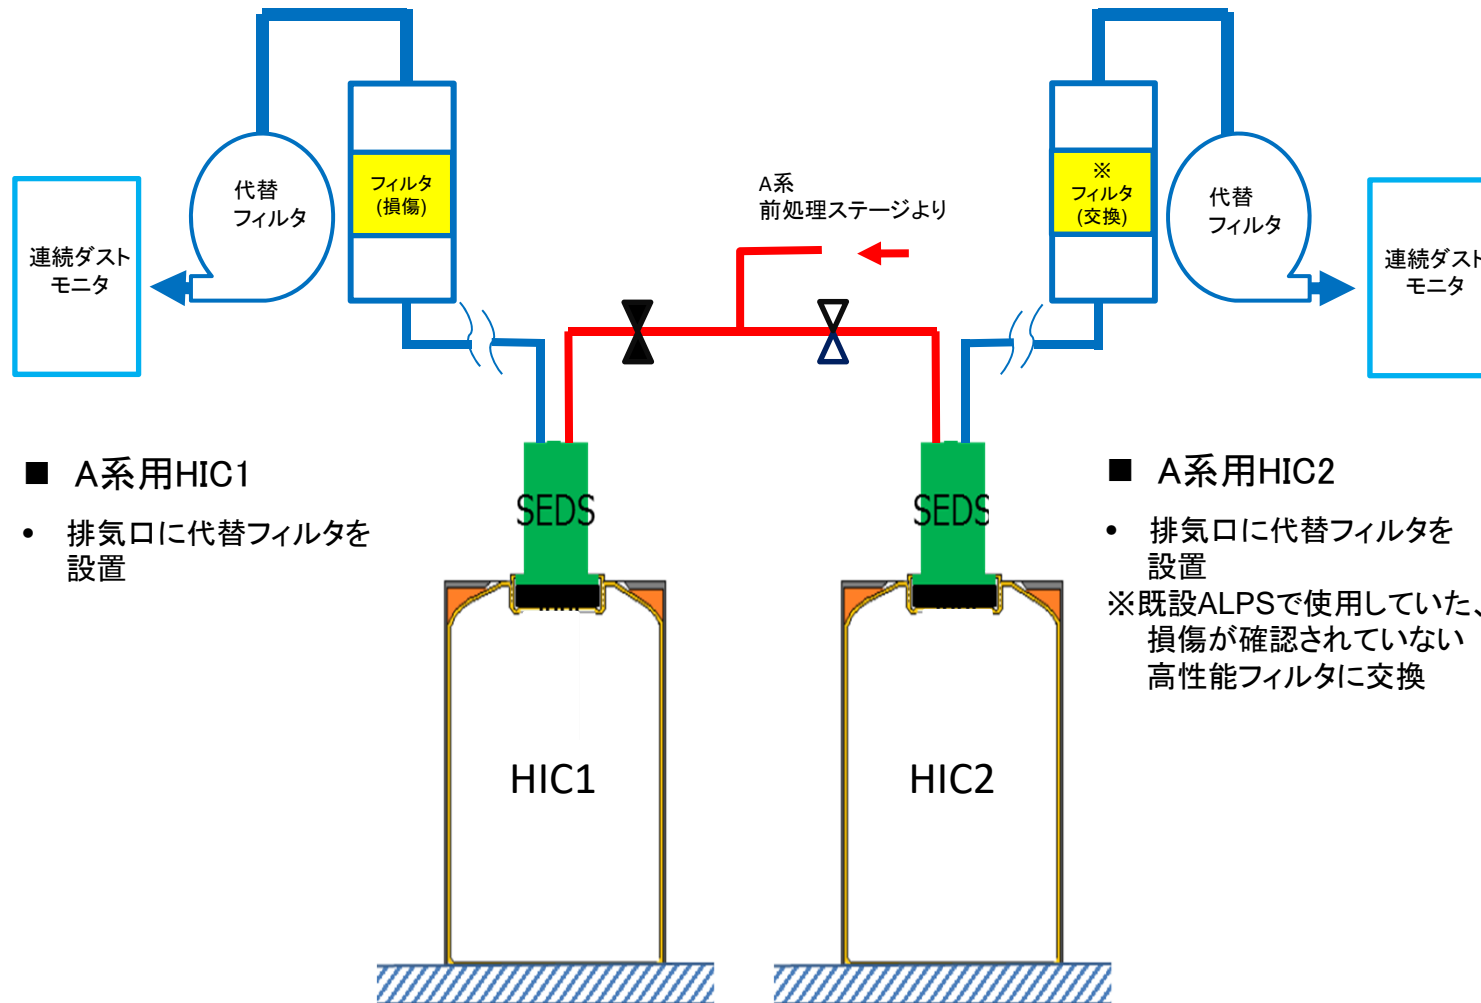 代替
フィルタ
フィルタ
(損傷)
連続ダスト
モニタ
A系
前処理ステージより
※
フィルタ
(交換)
代替
フィルタ
連続ダスト
モニタ
■ A系用HIC1
• 排気口に代替フィルタを
設置
SEDS
HIC1
SEDS
HIC2
■ A系用HIC2
• 排気口に代替フィルタを
設置
※既設ALPSで使用していた、
損傷が確認されていない
高性能フィルタに交換